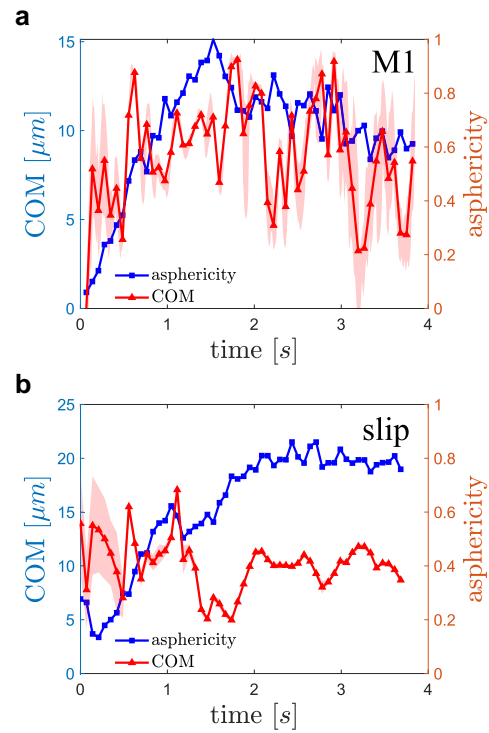 a
15
10
5
0
COM [μm]
M1
1
0.8
0.6
0.4
0.2
0
asphericity
asphericity
COM
0 1 2 3 4
time [s]
b
25
20
15
10
5
0
COM [μm]
slip
1
0.8
0.6
0.4
0.2
0
asphericity
asphericity
COM
0 1 2 3 4
time [s]